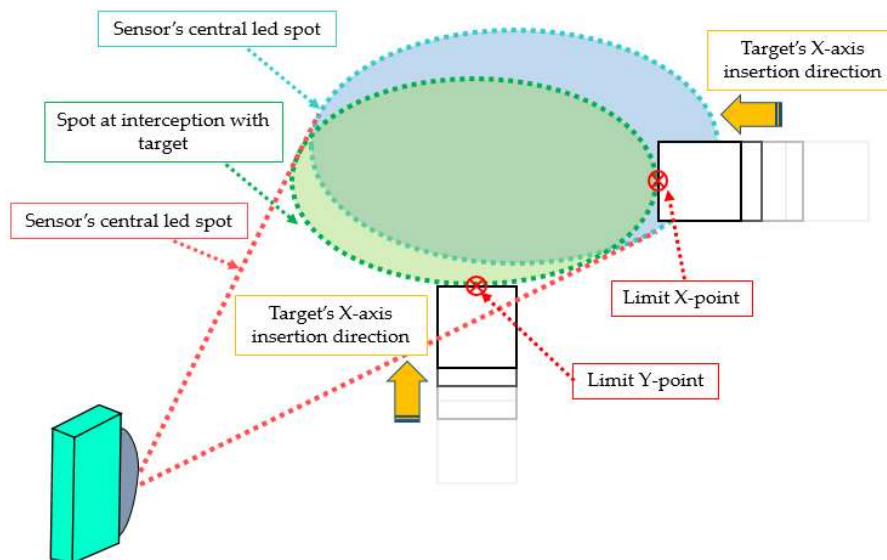 Sensor's central led spot
Target's X-axis
insertion direction
Spot at interception with
target
Sensor's central led spot
Limit X-point
Target's X-axis
insertion direction
Limit Y-point